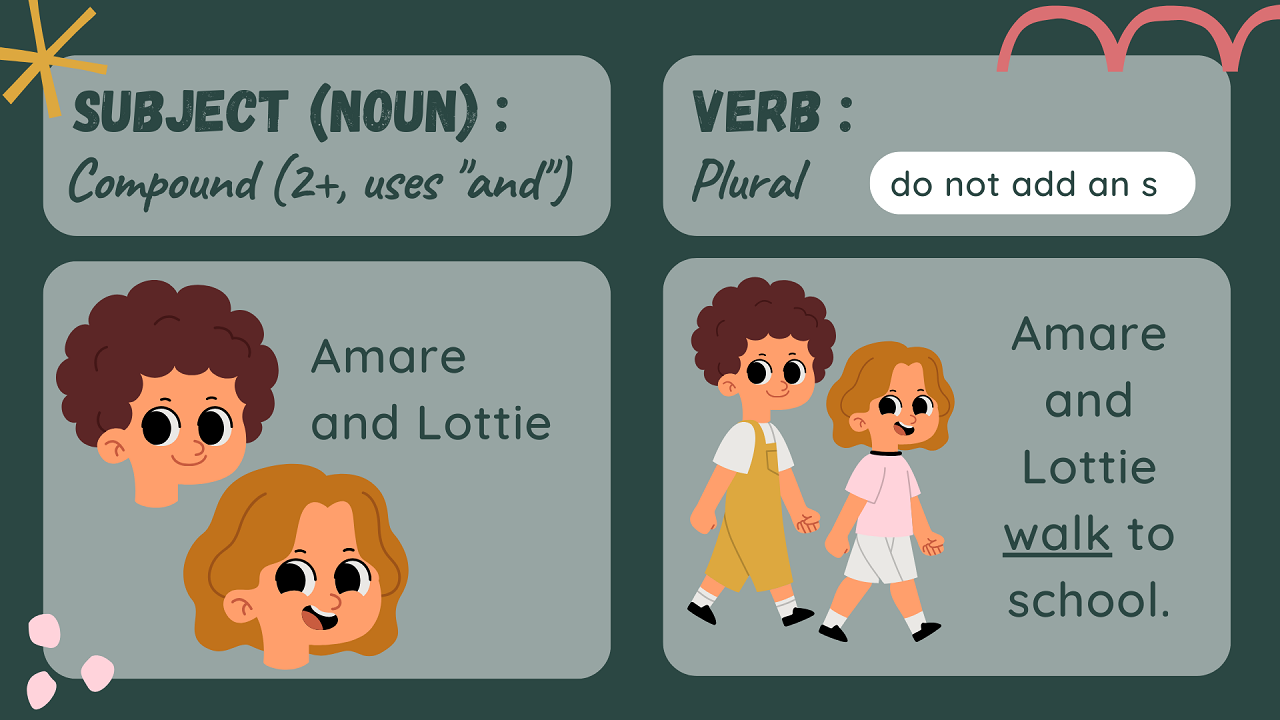 SUBJECT (NOUN) :
Compound (2+, uses "and")
VERB :
Plural
do not add an s
Amare
and Lottie
Amare
and
Lottie
walk to
school.